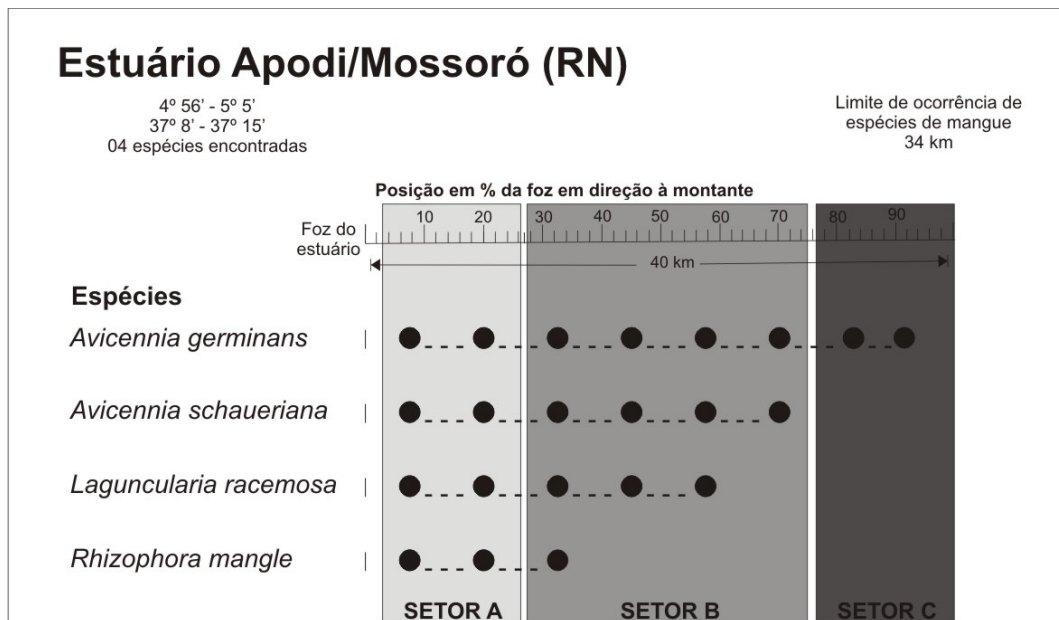 Estuário Apodi/Mossoró (RN)
4º 56’ - 5º 5’
37º 8’ - 37º 15’
04 espécies encontradas
Limite de ocorrência de
espécies de mangue
34 km
Posição em % da foz em direção à montante
Foz do
estuário
10 20 30 40 50 60 70 80 90
40 km
Espécies
Avicennia germinans
Avicennia schaueriana
Laguncularia racemosa
Rhizophora mangle
SETOR A SETOR B SETOR C